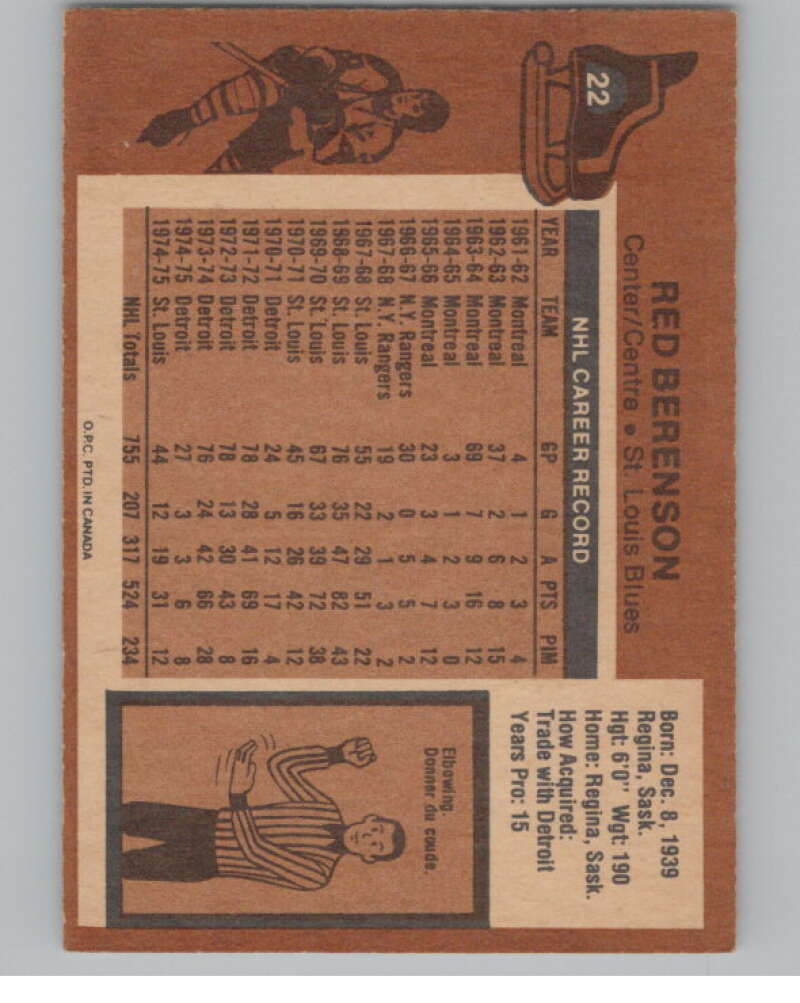 22
RED BERENSON
Center/Centre • St. Louis Blues
NHL CAREER RECORD
YEAR TEAM GP G A PTS PIM
1961-62 Montreal 4 1 2 3 4
1962-63 Montreal 37 2 6 8 15
1963-64 Montreal 69 7 9 16 12
1964-65 Montreal 3 1 2 3 0
1965-66 Montreal 23 3 4 7 12
1966-67 N.Y. Rangers 30 0 5 5 2
1967-68 N.Y. Rangers 19 2 1 3 2
1967-68 St. Louis 55 22 29 51 22
1968-69 St. Louis 76 35 47 82 43
1969-70 St. Louis 67 33 39 72 38
1970-71 St. Louis 45 16 26 42 12
1970-71 Detroit 24 5 12 17 4
1971-72 Detroit 78 28 41 69 16
1972-73 Detroit 78 13 30 43 8
1973-74 Detroit 76 24 42 66 28
1974-75 Detroit 27 3 3 6 8
1974-75 St. Louis 44 12 19 31 12
NHL Totals 755 207 317 524 234
O.P.C. PTD. IN CANADA
Born: Dec. 8, 1939
Regina, Sask.
Hgt: 6'0" Wgt: 190
Home: Regina, Sask.
How Acquired:
Trade with Detroit
Years Pro: 15
Elbowing.
Donner du coude.